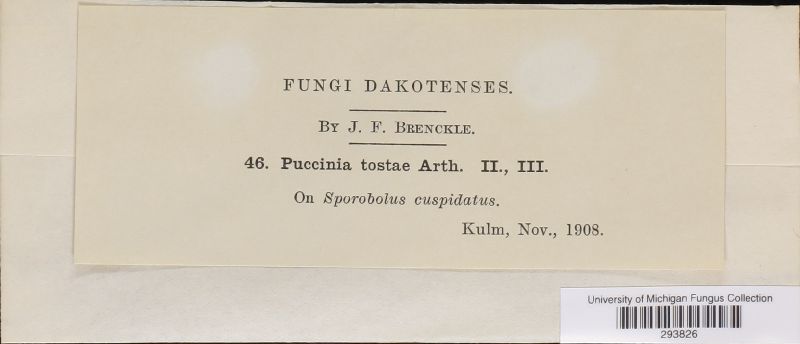 FUNGI DAKOTENSES.
By J. F. Brenckle.
46. Puccinia tostae Arth. II., III.
On Sporobolus cuspidatus.
Kulm, Nov., 1908.
University of Michigan Fungus Collection
293826